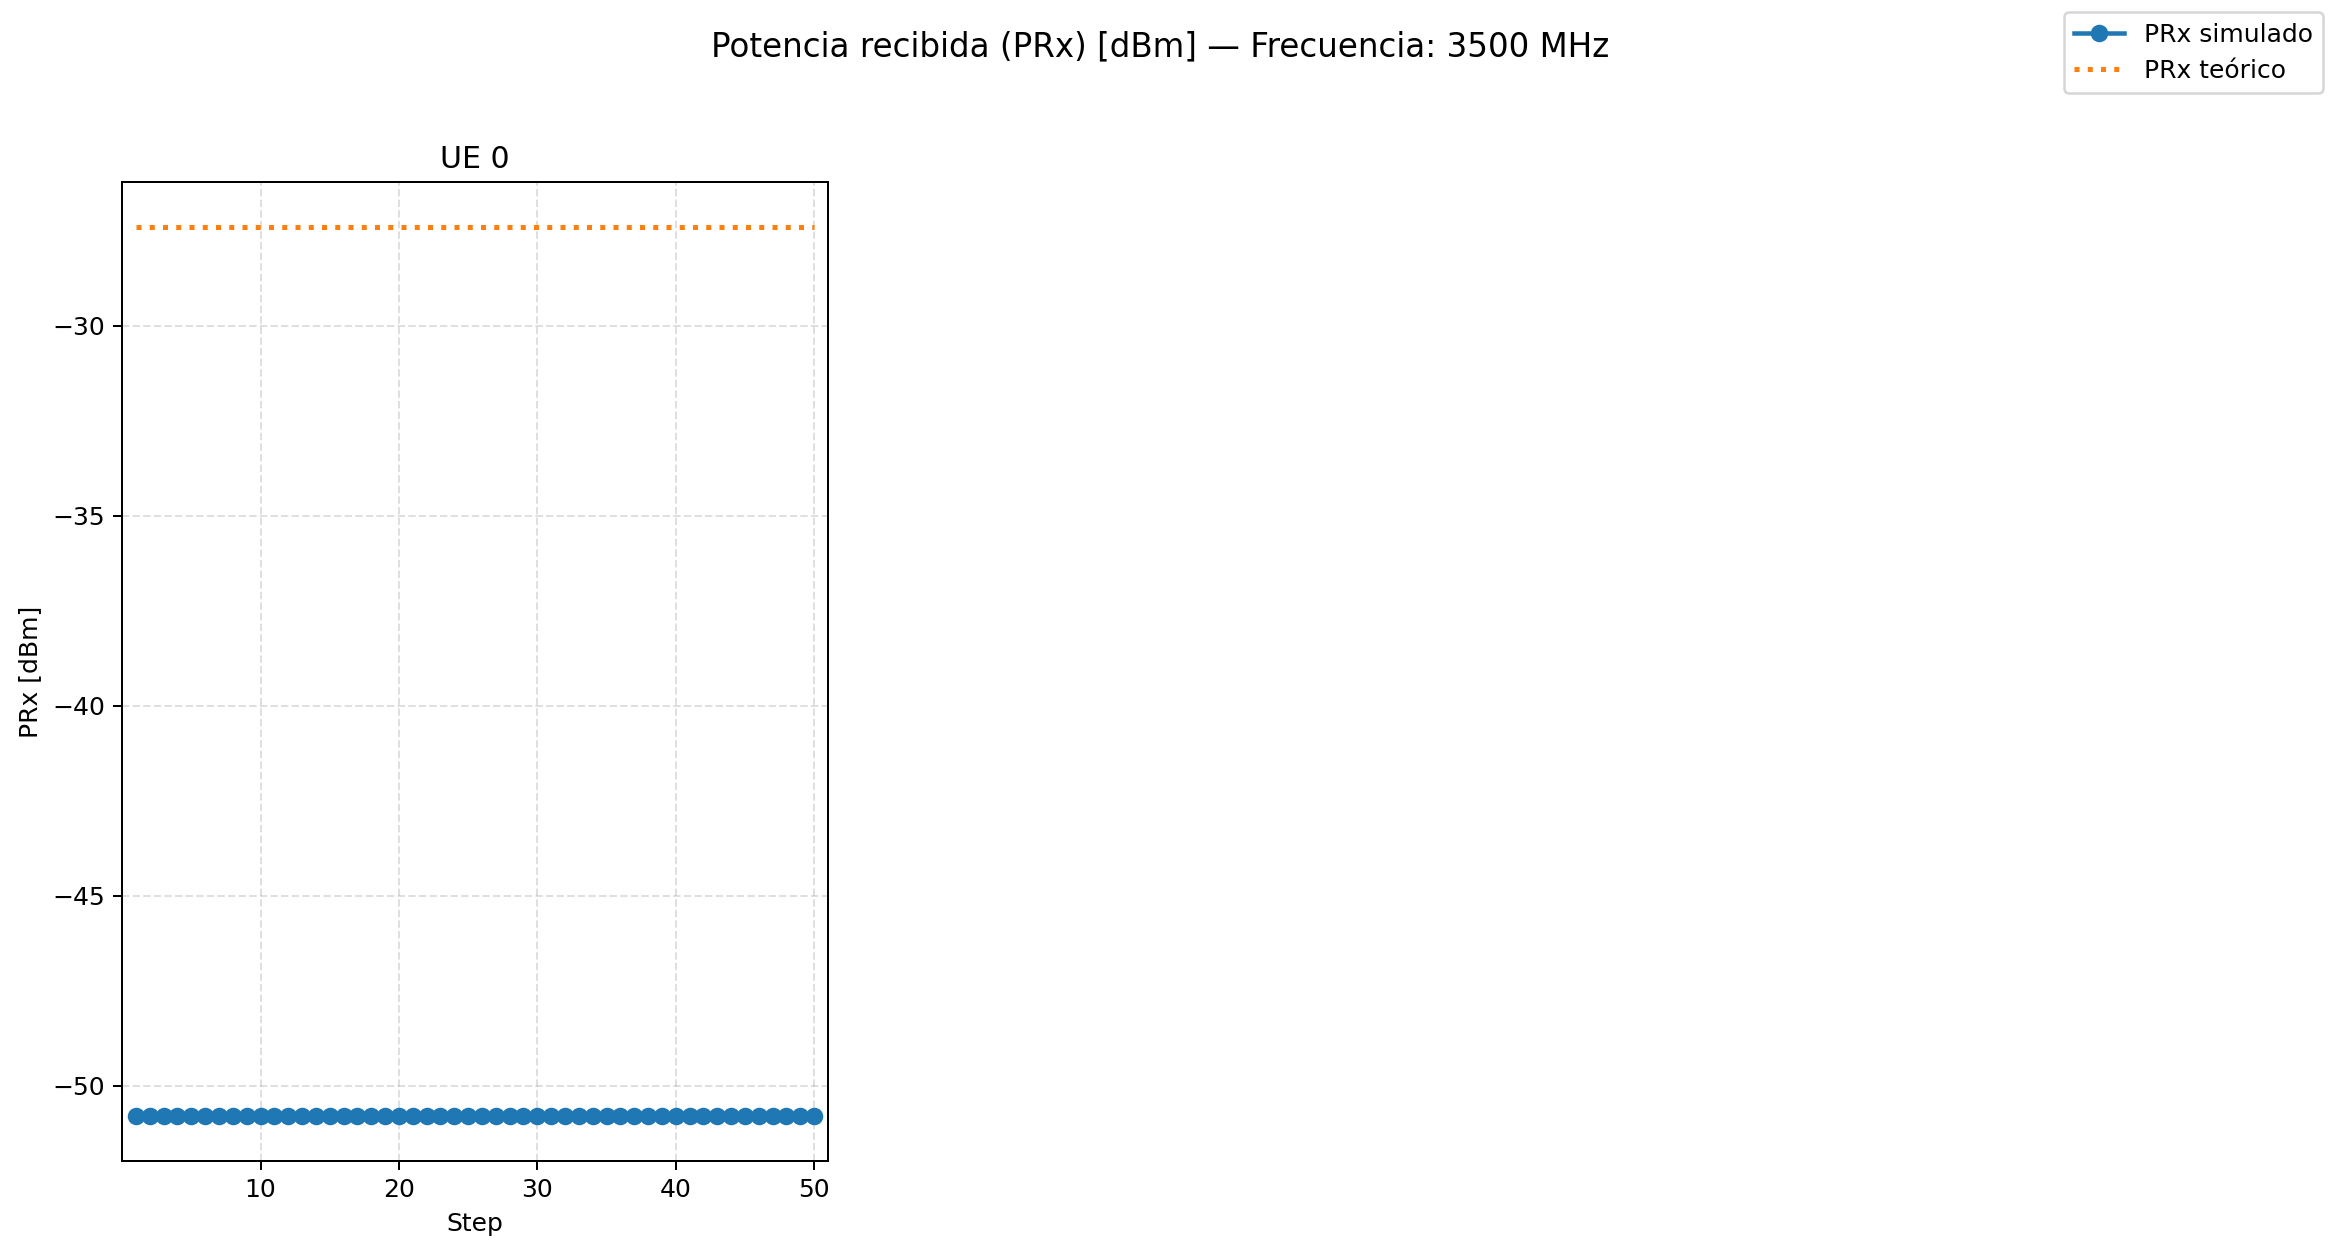 Potencia recibida (PRx) [dBm] — Frecuencia: 3500 MHz
PRx simulado
PRx teórico
UE 0
PRx [dBm]
−30
−35
−40
−45
−50
10 20 30 40 50
Step